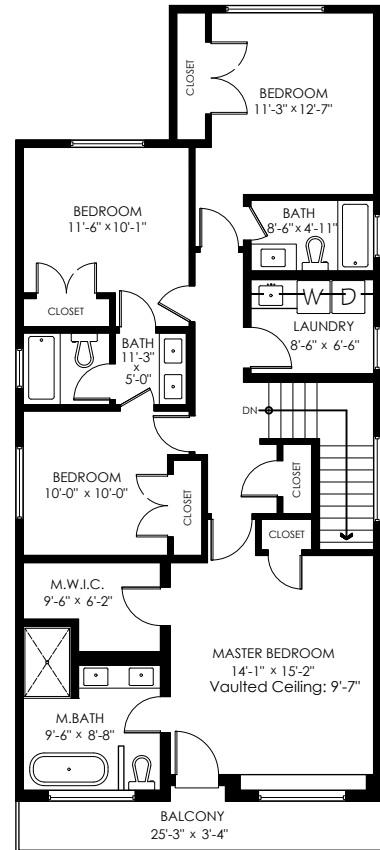 CLOSET
BEDROOM
11'-3" x 12'-7"
BEDROOM
11'-6" x 10'-1"
BATH
8'-6" x 4'-11"
CLOSET
W D
LAUNDRY
8'-6" x 6'-6"
BATH
11'-3"
x
5'-0"
DN
BEDROOM
10'-0" x 10'-0"
CLOSET
CLOSET
CLOSET
M.W.I.C.
9'-6" x 6'-2"
MASTER BEDROOM
14'-1" x 15'-2"
Vaulted Ceiling: 9'-7"
M.BATH
9'-6" x 8'-8"
BALCONY
25'-3" x 3'-4"